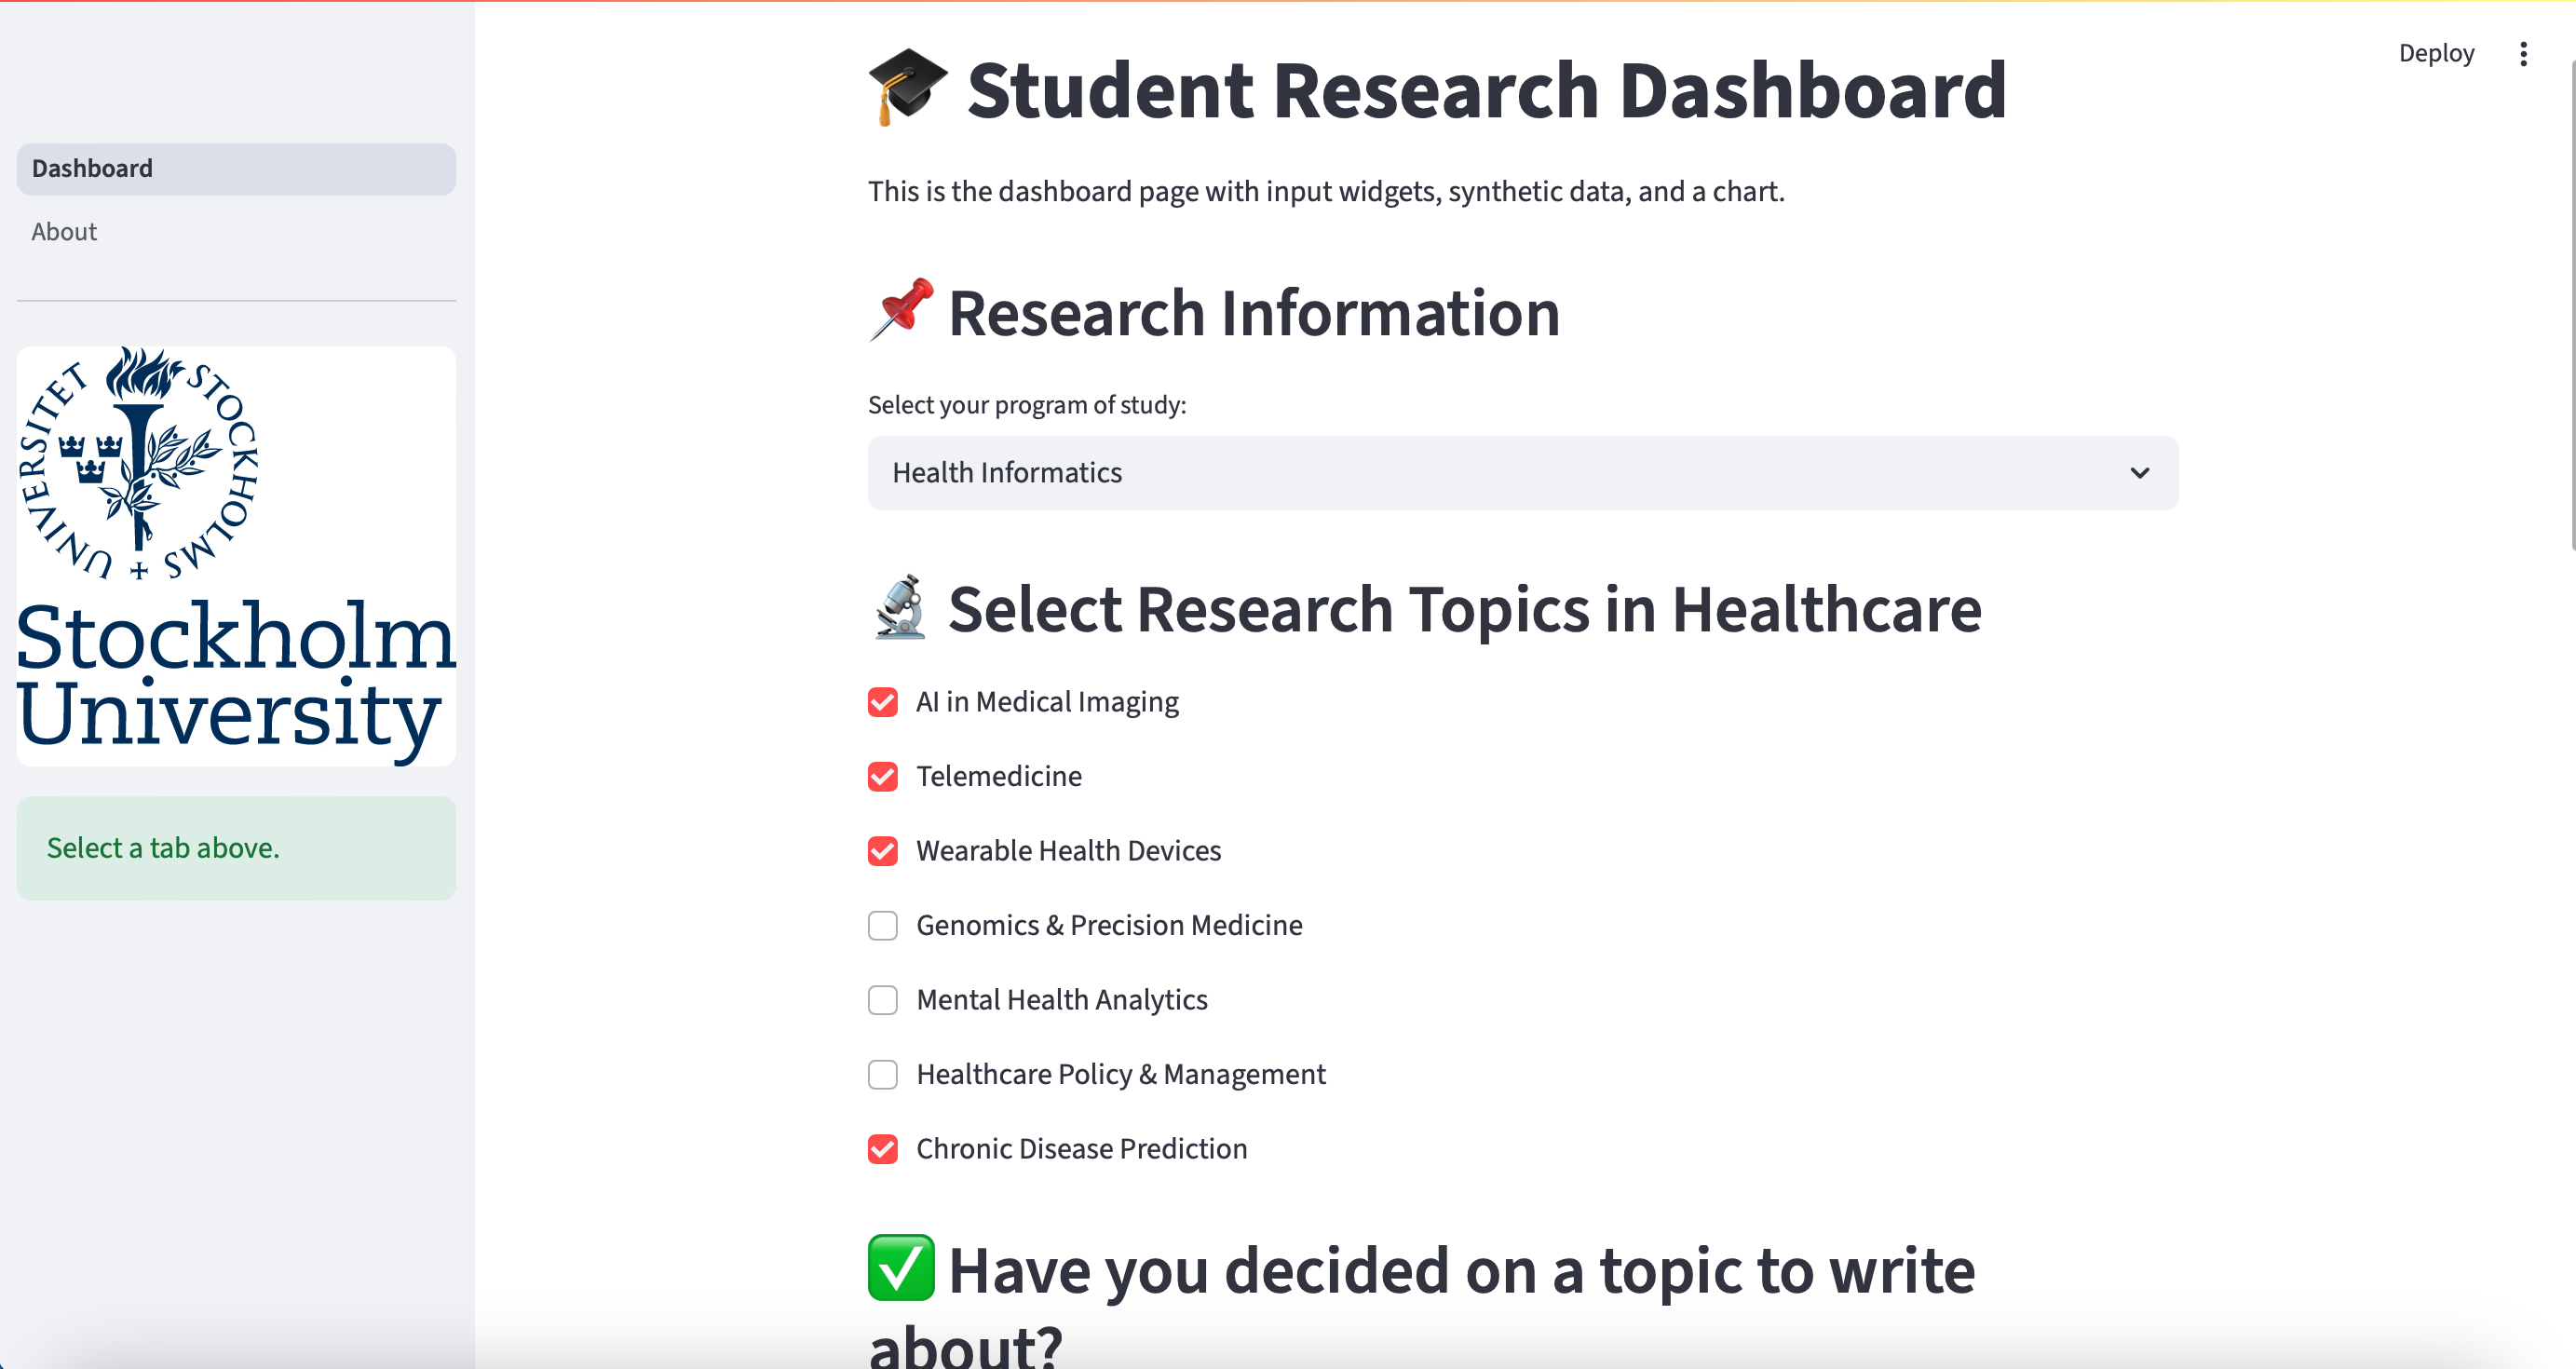 Deploy
Dashboard
About
UNIVERSITET STOCKHOLMS
Stockholm
University
Select a tab above.
Student Research Dashboard
This is the dashboard page with input widgets, synthetic data, and a chart.
Research Information
Select your program of study:
Health Informatics
Select Research Topics in Healthcare
AI in Medical Imaging
Telemedicine
Wearable Health Devices
Genomics & Precision Medicine
Mental Health Analytics
Healthcare Policy & Management
Chronic Disease Prediction
Have you decided on a topic to write
about?